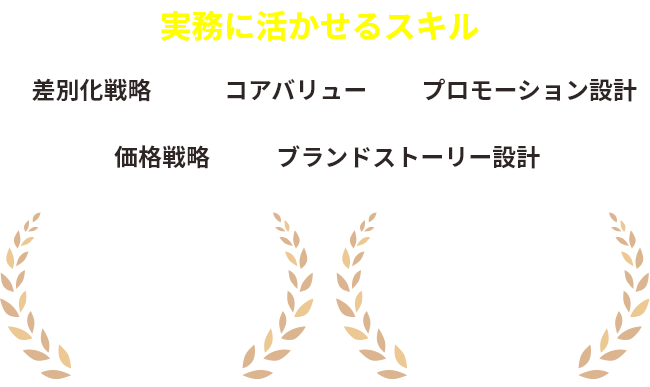 実務に活かせるスキル
差別化戦略 コアバリュー プロモーション設計
価格戦略 ブランドストーリー設計